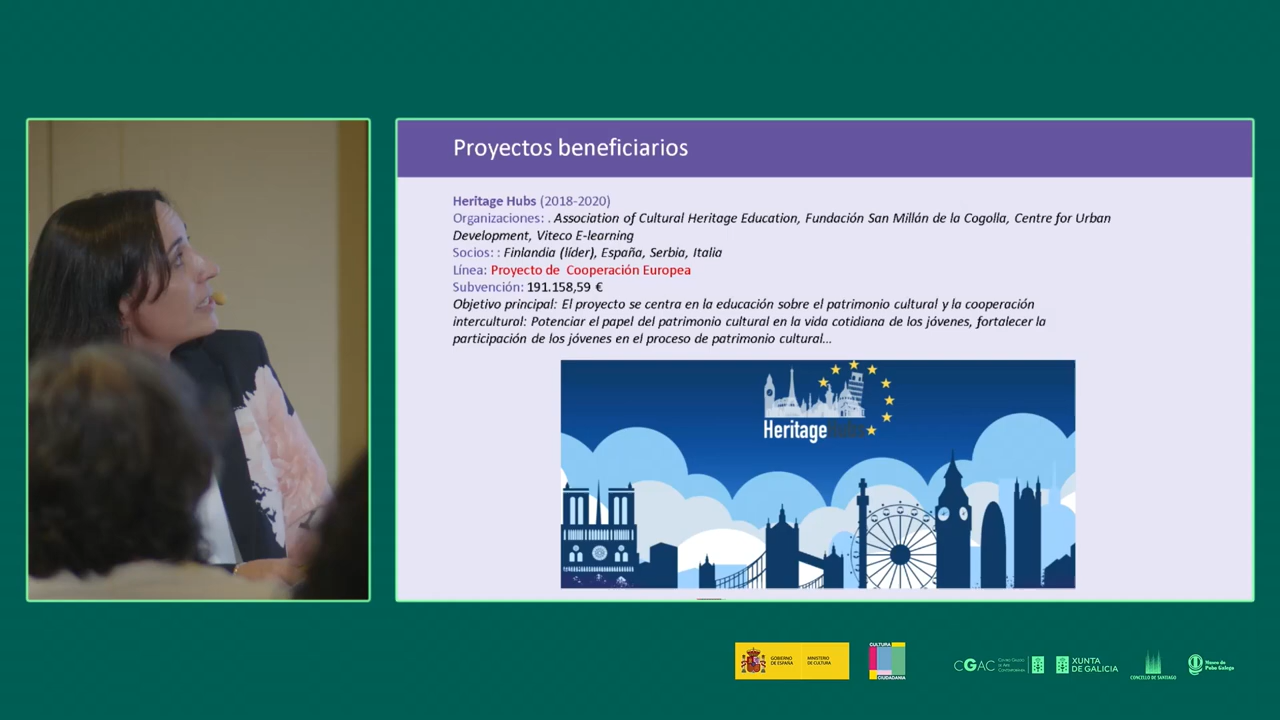 Proyectos beneficiarios
Heritage Hubs (2018-2020)
Organizaciones: . Association of Cultural Heritage Education, Fundación San Millán de la Cogolla, Centre for Urban
Development, Viteco E-learning
Socios: : Finlandia (líder), España, Serbia, Italia
Línea: Proyecto de Cooperación Europea
Subvención: 191.158,59 €
Objetivo principal: El proyecto se centra en la educación sobre el patrimonio cultural y la cooperación
intercultural: Potenciar el papel del patrimonio cultural en la vida cotidiana de los jóvenes, fortalecer la
participación de los jóvenes en el proceso de patrimonio cultural...
Heritage
GOBIERNO
DE ESPAÑA
MINISTERIO
DE CULTURA
CULTURA
CIUDADANÍA
CGAC
XUNTA
DE GALICIA
CONCELLO DE SANTIAGO
Museo do
Pobo Galego